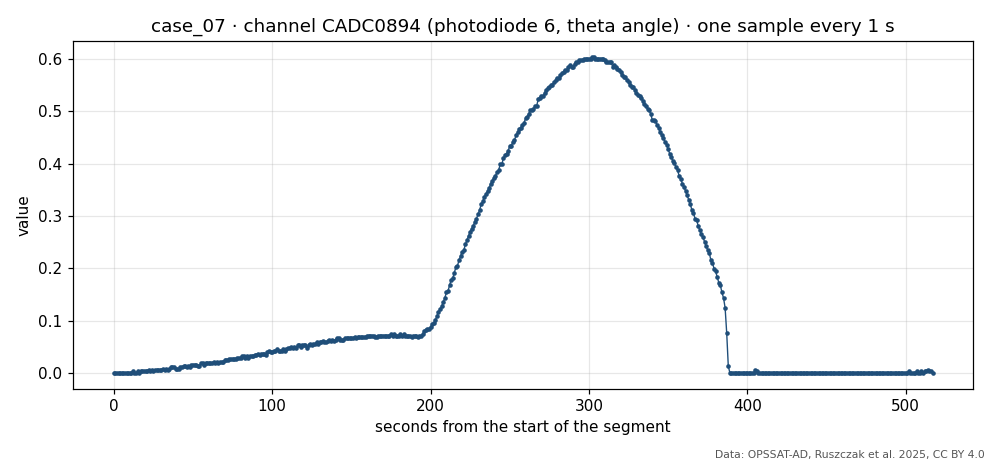 case_07 · channel CADC0894 (photodiode 6, theta angle) · one sample every 1 s
value
0.6
0.5
0.4
0.3
0.2
0.1
0.0
0 100 200 300 400 500
seconds from the start of the segment
Data: OPSSAT-AD, Ruszczak et al. 2025, CC BY 4.0